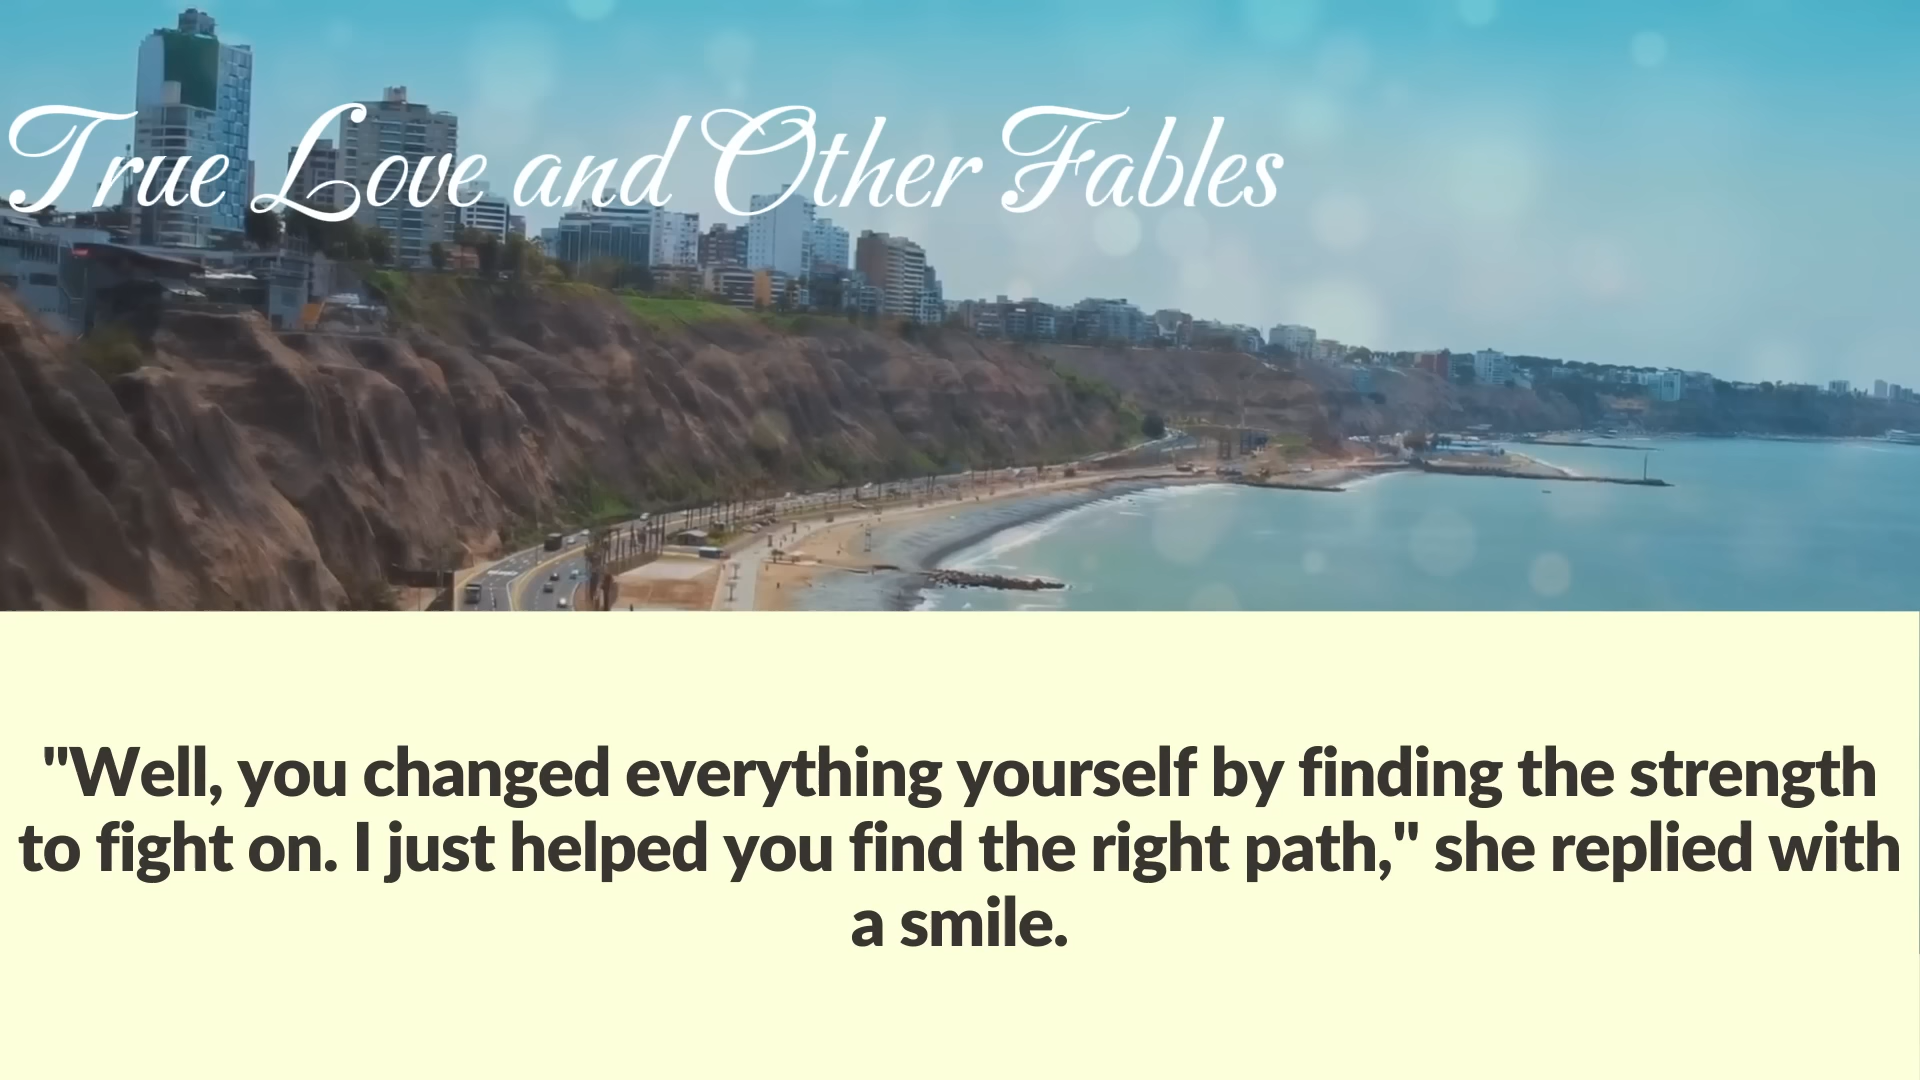 True Love and Other Fables
"Well, you changed everything yourself by finding the strength
to fight on. I just helped you find the right path," she replied with
a smile.